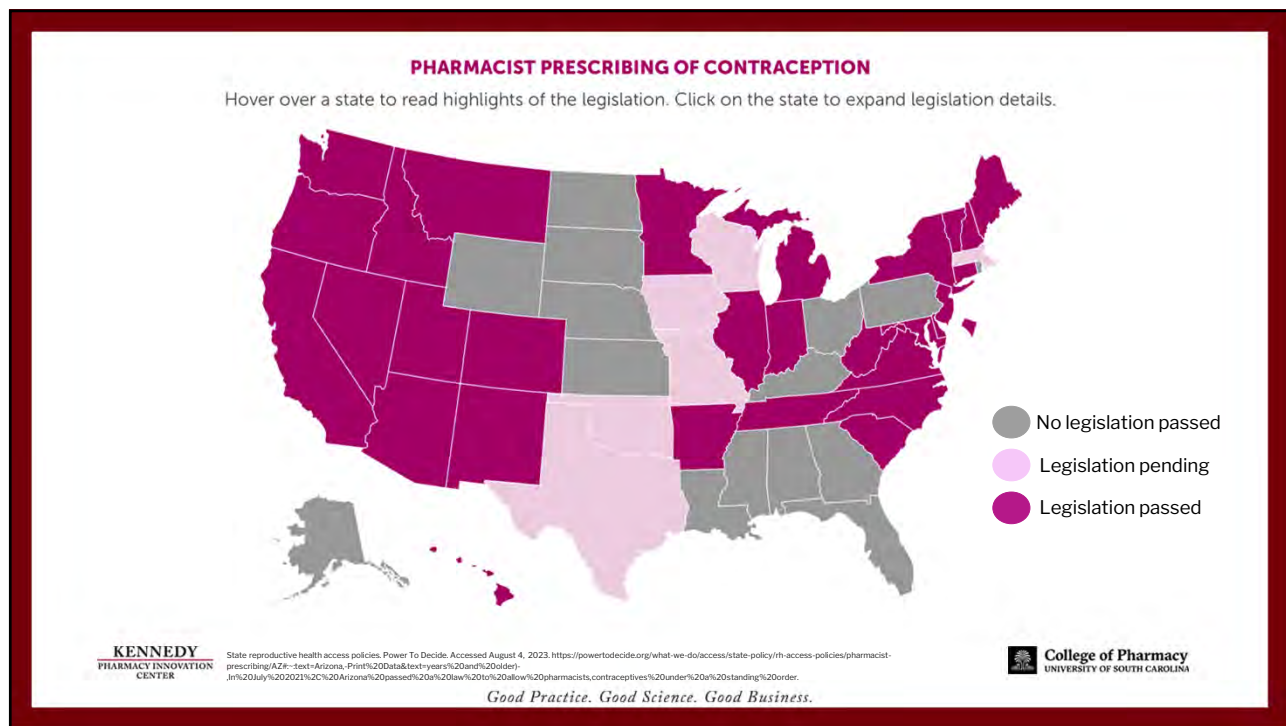 PHARMACIST PRESCRIBING OF CONTRACEPTION
Hover over a state to read highlights of the legislation. Click on the state to expand legislation details.
No legislation passed
Legislation pending
Legislation passed
KENNEDY
PHARMACY INNOVATION
CENTER
State reproductive health access policies. Power To Decide. Accessed August 4, 2023. https://powertodecide.org/what-we-do/access/state-policy/rh-access-policies/pharmacist-
prescribing/AZ#:~:text=Arizona,-Print%20Data&text=years%20and%20older)-
,In%20July%202021%2C%20Arizona%20passed%20a%20law%20to%20allow%20pharmacists,contraceptives%20under%20a%20standing%20order.
College of Pharmacy
UNIVERSITY OF SOUTH CAROLINA
Good Practice. Good Science. Good Business.